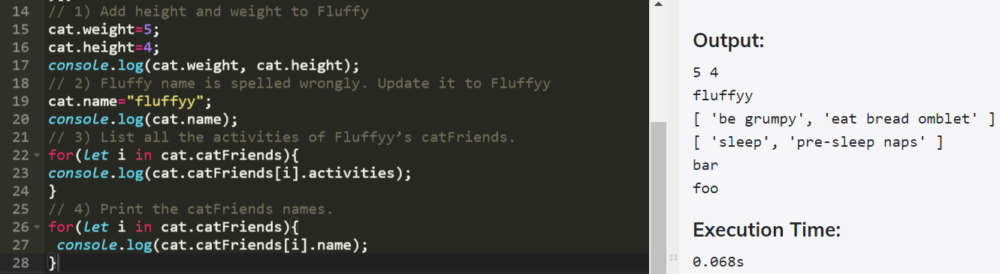 14 // 1) Add height and weight to Fluffy
15 cat.weight=5;
16 cat.height=4;
17 console.log(cat.weight, cat.height);
18 // 2) Fluffy name is spelled wrongly. Update it to Fluffyy
19 cat.name="fluffyy";
20 console.log(cat.name);
21 // 3) List all the activities of Fluffyy’s catFriends.
22 for(let i in cat.catFriends){
23 console.log(cat.catFriends[i].activities);
24 }
25 // 4) Print the catFriends names.
26 for(let i in cat.catFriends){
27 console.log(cat.catFriends[i].name);
28 }
Output:
5 4
fluffyy
[ 'be grumpy', 'eat bread omblet' ]
[ 'sleep', 'pre-sleep naps' ]
bar
foo
Execution Time:
0.068s